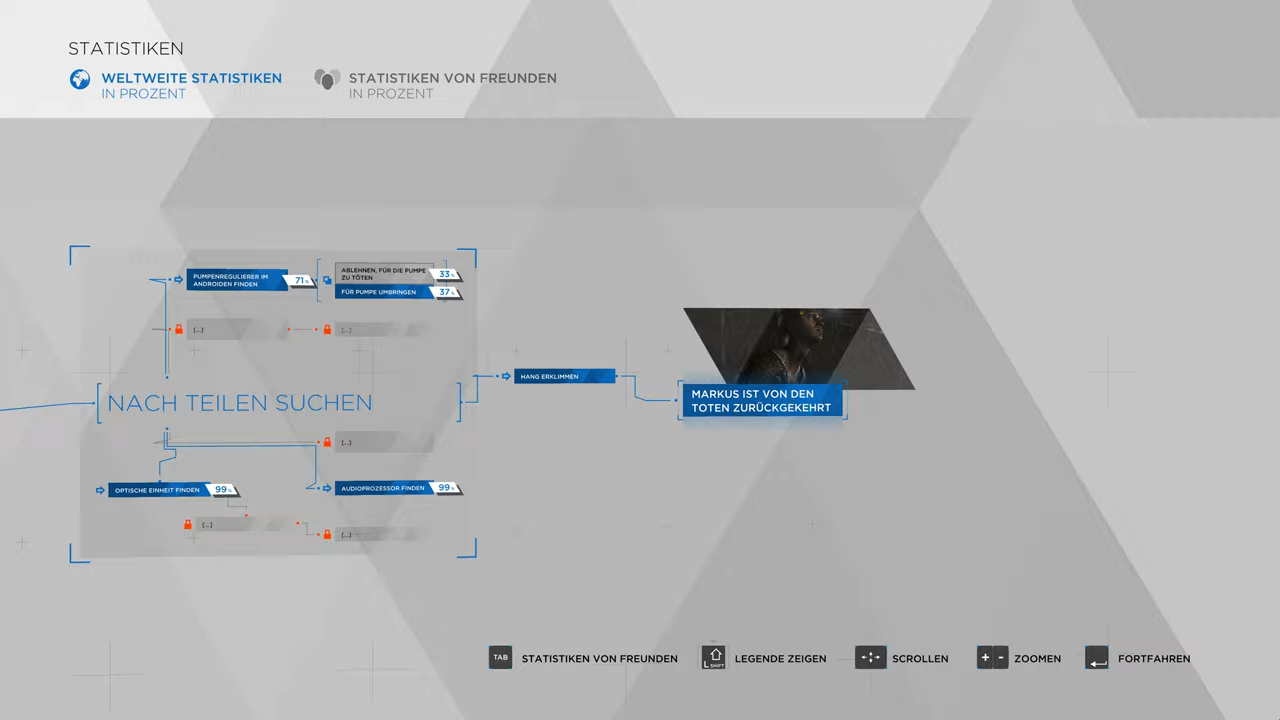 STATISTIKEN
WELTWEITE STATISTIKEN
IN PROZENT
STATISTIKEN VON FREUNDEN
IN PROZENT
PUMPENREGULIERER IM
ANDROIDEN FINDEN
71%
ABLEHNEN, FÜR DIE PUMPE
ZU TÖTEN
33%
FÜR PUMPE UMBRINGEN
37%
[...]
[...]
HANG ERKLIMMEN
MARKUS IST VON DEN
TOTEN ZURÜCKGEKEHRT
NACH TEILEN SUCHEN
[...]
OPTISCHE EINHEIT FINDEN
99%
AUDIOPROZESSOR FINDEN
99%
[...]
[...]
TAB
STATISTIKEN VON FREUNDEN
L SHIFT
LEGENDE ZEIGEN
SCROLLEN
+ -
ZOOMEN
FORTFAHREN